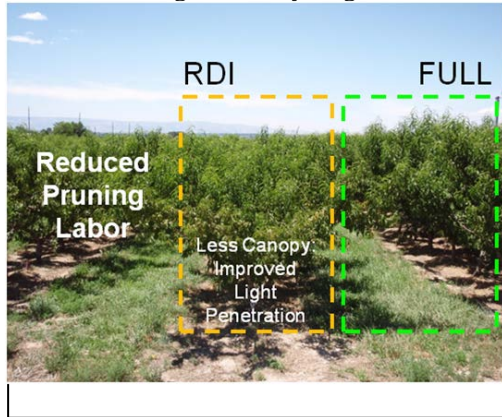 RDI
FULL
Reduced
Pruning
Labor
Less Canopy:
Improved
Light
Penetration